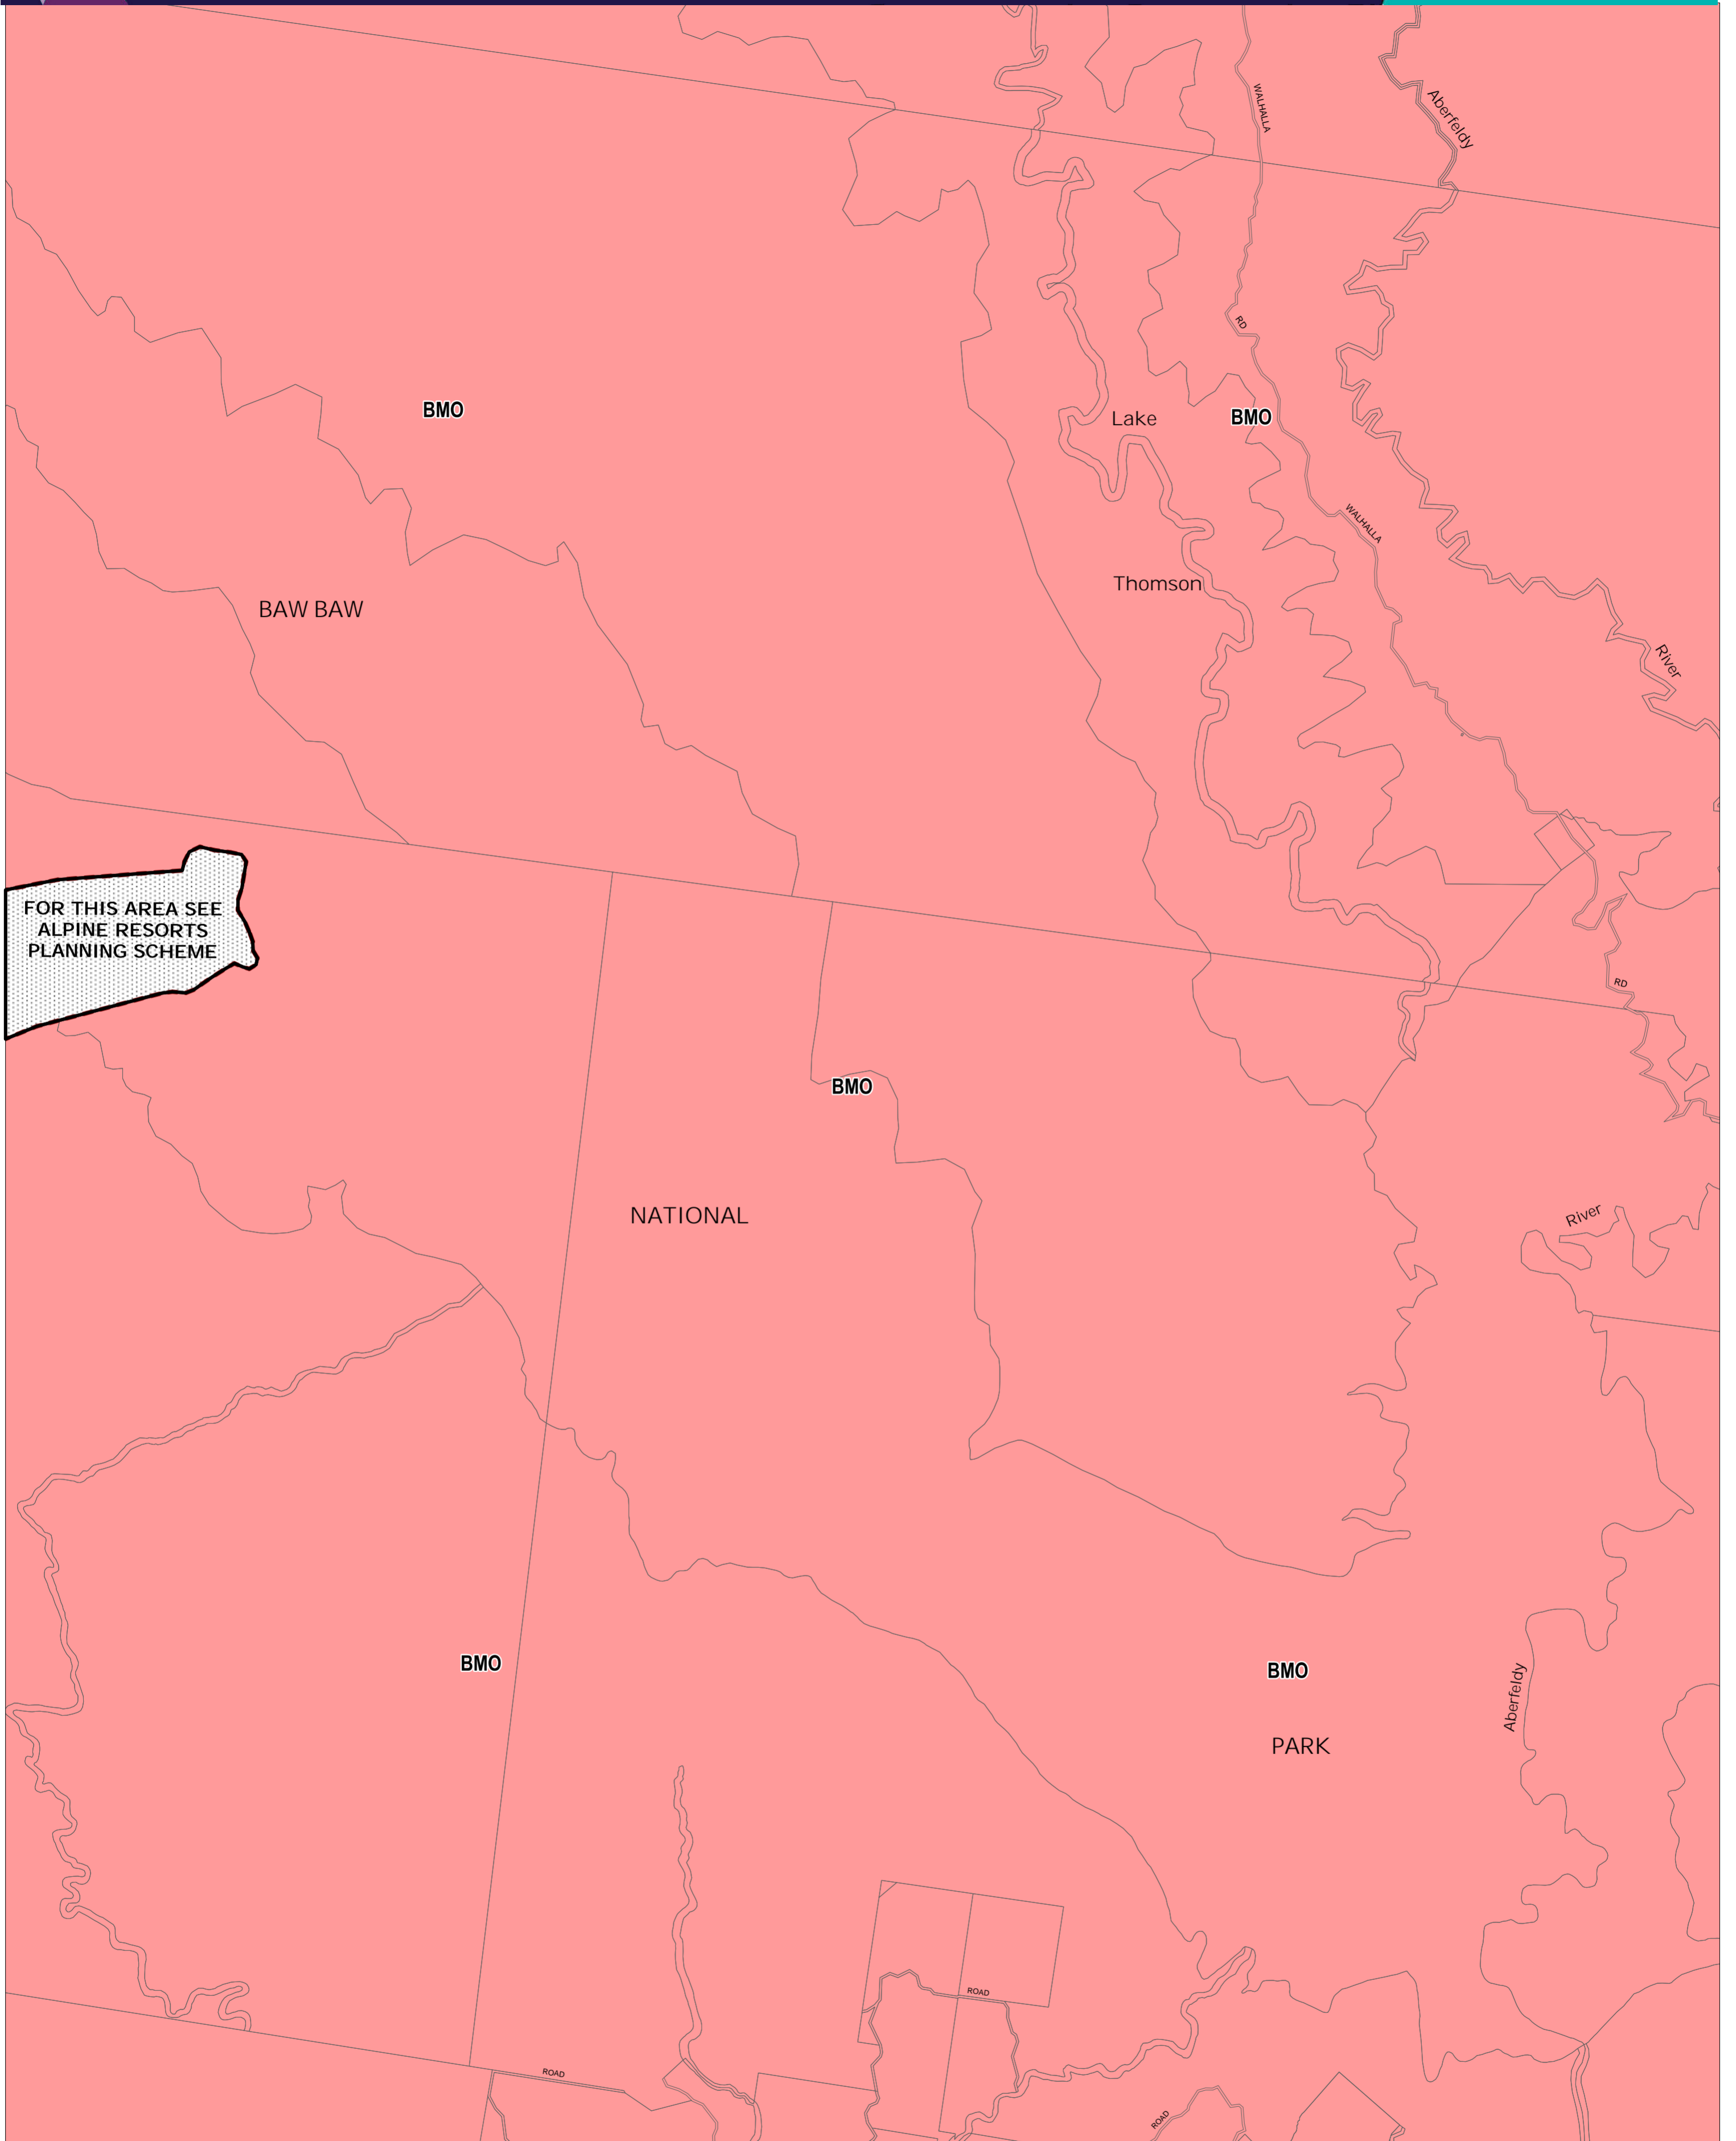 WALHALLA
Aberfeldy
RD
BMO
Lake
BMO
WALHALLA
Thomson
BAW BAW
River
FOR THIS AREA SEE
ALPINE RESORTS
PLANNING SCHEME
RD
BMO
NATIONAL
River
BMO
BMO
Aberfeldy
PARK
ROAD
ROAD
ROAD